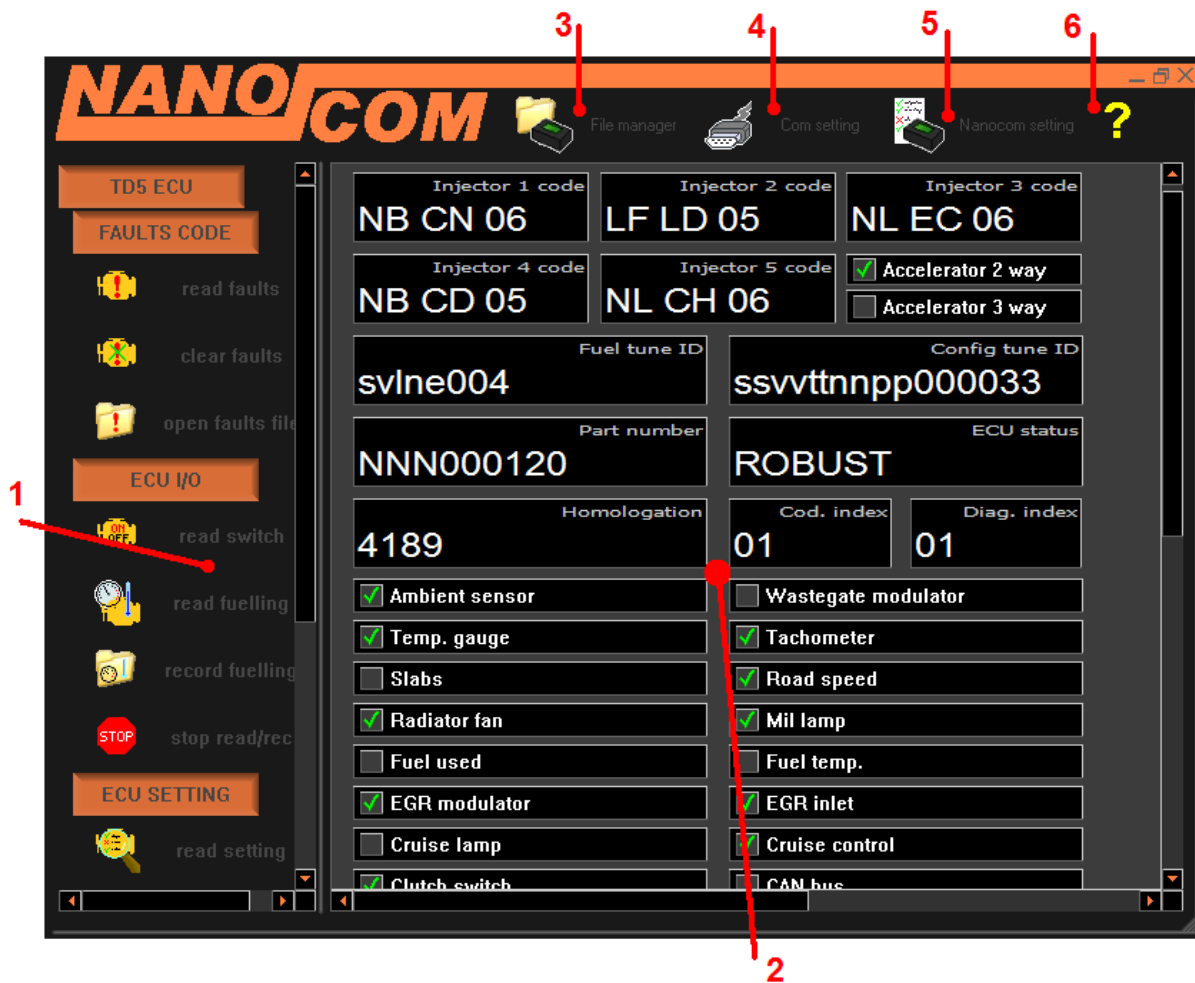 3 4 5 6
NANOCOM
File manager
Com setting
Nanocom setting
?
TD5 ECU
FAULTS CODE
read faults
clear faults
open faults file
ECU I/O
1
ON
OFF.
read switch
read fuelling
record fuelling
STOP
stop read/rec
ECU SETTING
read setting
Injector 1 code
NB CN 06
Injector 2 code
LF LD 05
Injector 3 code
NL EC 06
Injector 4 code
NB CD 05
Injector 5 code
NL CH 06
Accelerator 2 way
Accelerator 3 way
Fuel tune ID
svlne004
Config tune ID
ssvvttnnpp000033
Part number
NNN000120
ECU status
ROBUST
Homologation
4189
Cod. index
01
Diag. index
01
Ambient sensor
Wastegate modulator
Temp. gauge
Tachometer
Slabs
Road speed
Radiator fan
Mil lamp
Fuel used
Fuel temp.
EGR modulator
EGR inlet
Cruise lamp
Cruise control
Clutch switch
CAN bus
2